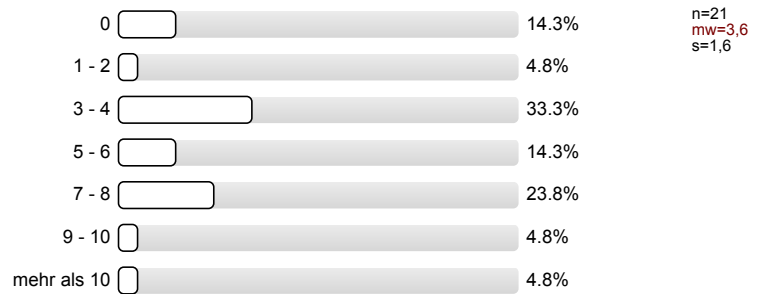 0 14.3%
1 - 2 4.8%
3 - 4 33.3%
5 - 6 14.3%
7 - 8 23.8%
9 - 10 4.8%
mehr als 10 4.8%
n=21
mw=3,6
s=1,6